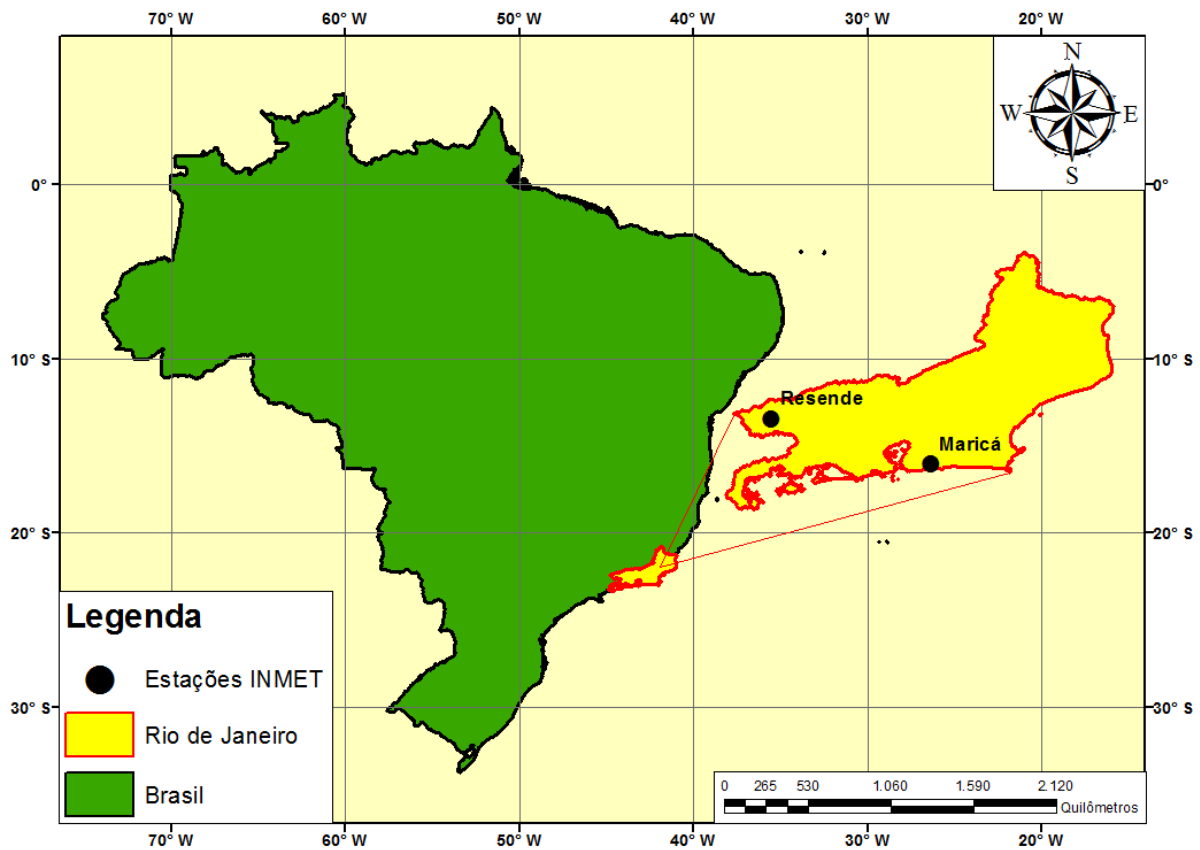 70° W 60° W 50° W 40° W 30° W 20° W
N
W E
S
0° 0°
10° S 10° S
Resende
Maricá
20° S 20° S
Legenda
Estações INMET
30° S 30° S
Rio de Janeiro
Brasil
0 265 530 1.060 1.590 2.120
Quilômetros
70° W 60° W 50° W 40° W 30° W 20° W